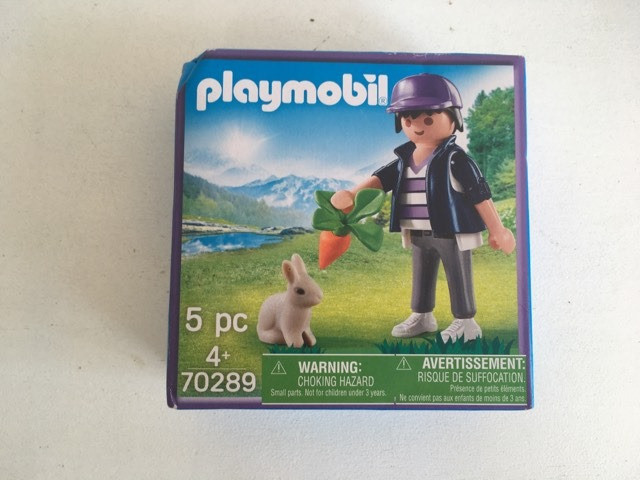 playmobil
5 pc
4+
70289
WARNING:
CHOKING HAZARD
Small parts. Not for children under 3 years.
AVERTISSEMENT:
RISQUE DE SUFFOCATION.
Présence de petits éléments.
Ne convient pas aux enfants de moins de 3 ans.